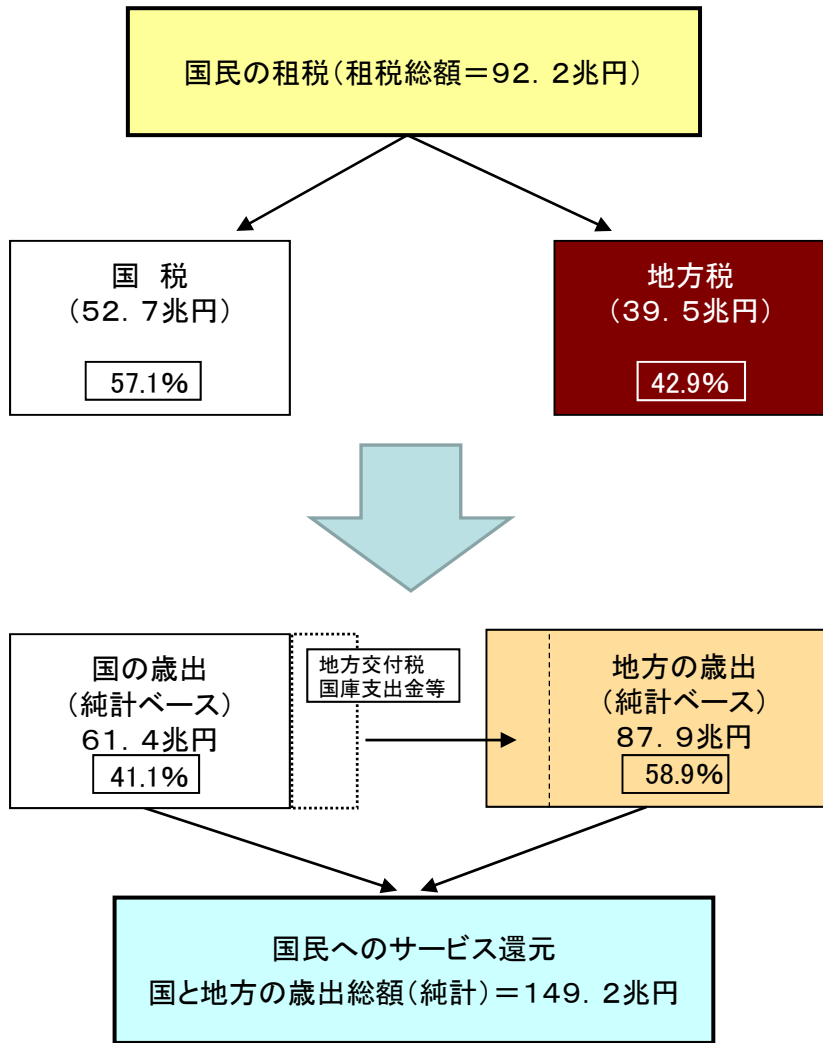 国民の租税(租税総額=92．2兆円)
国 税
(52．7兆円)
57.1%
地方税
(39．5兆円)
42.9%
国の歳出
(純計ベース)
61．4兆円
41.1%
地方交付税
国庫支出金等
地方の歳出
(純計ベース)
87．9兆円
58.9%
国民へのサービス還元
国と地方の歳出総額(純計)=149．2兆円